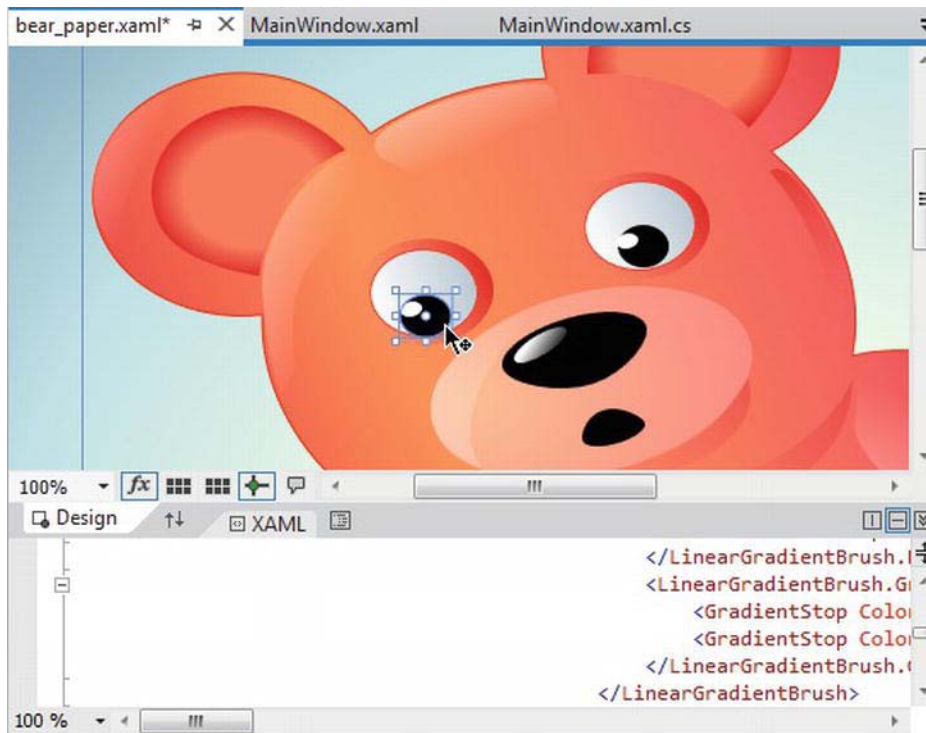 bear_paper.xaml* MainWindow.xaml MainWindow.xaml.cs
100% fx
Design XAML
</LinearGradientBrush.
<LinearGradientBrush.G
<GradientStop Colo
<GradientStop Colo
</LinearGradientBrush.
</LinearGradientBrush>
100 %